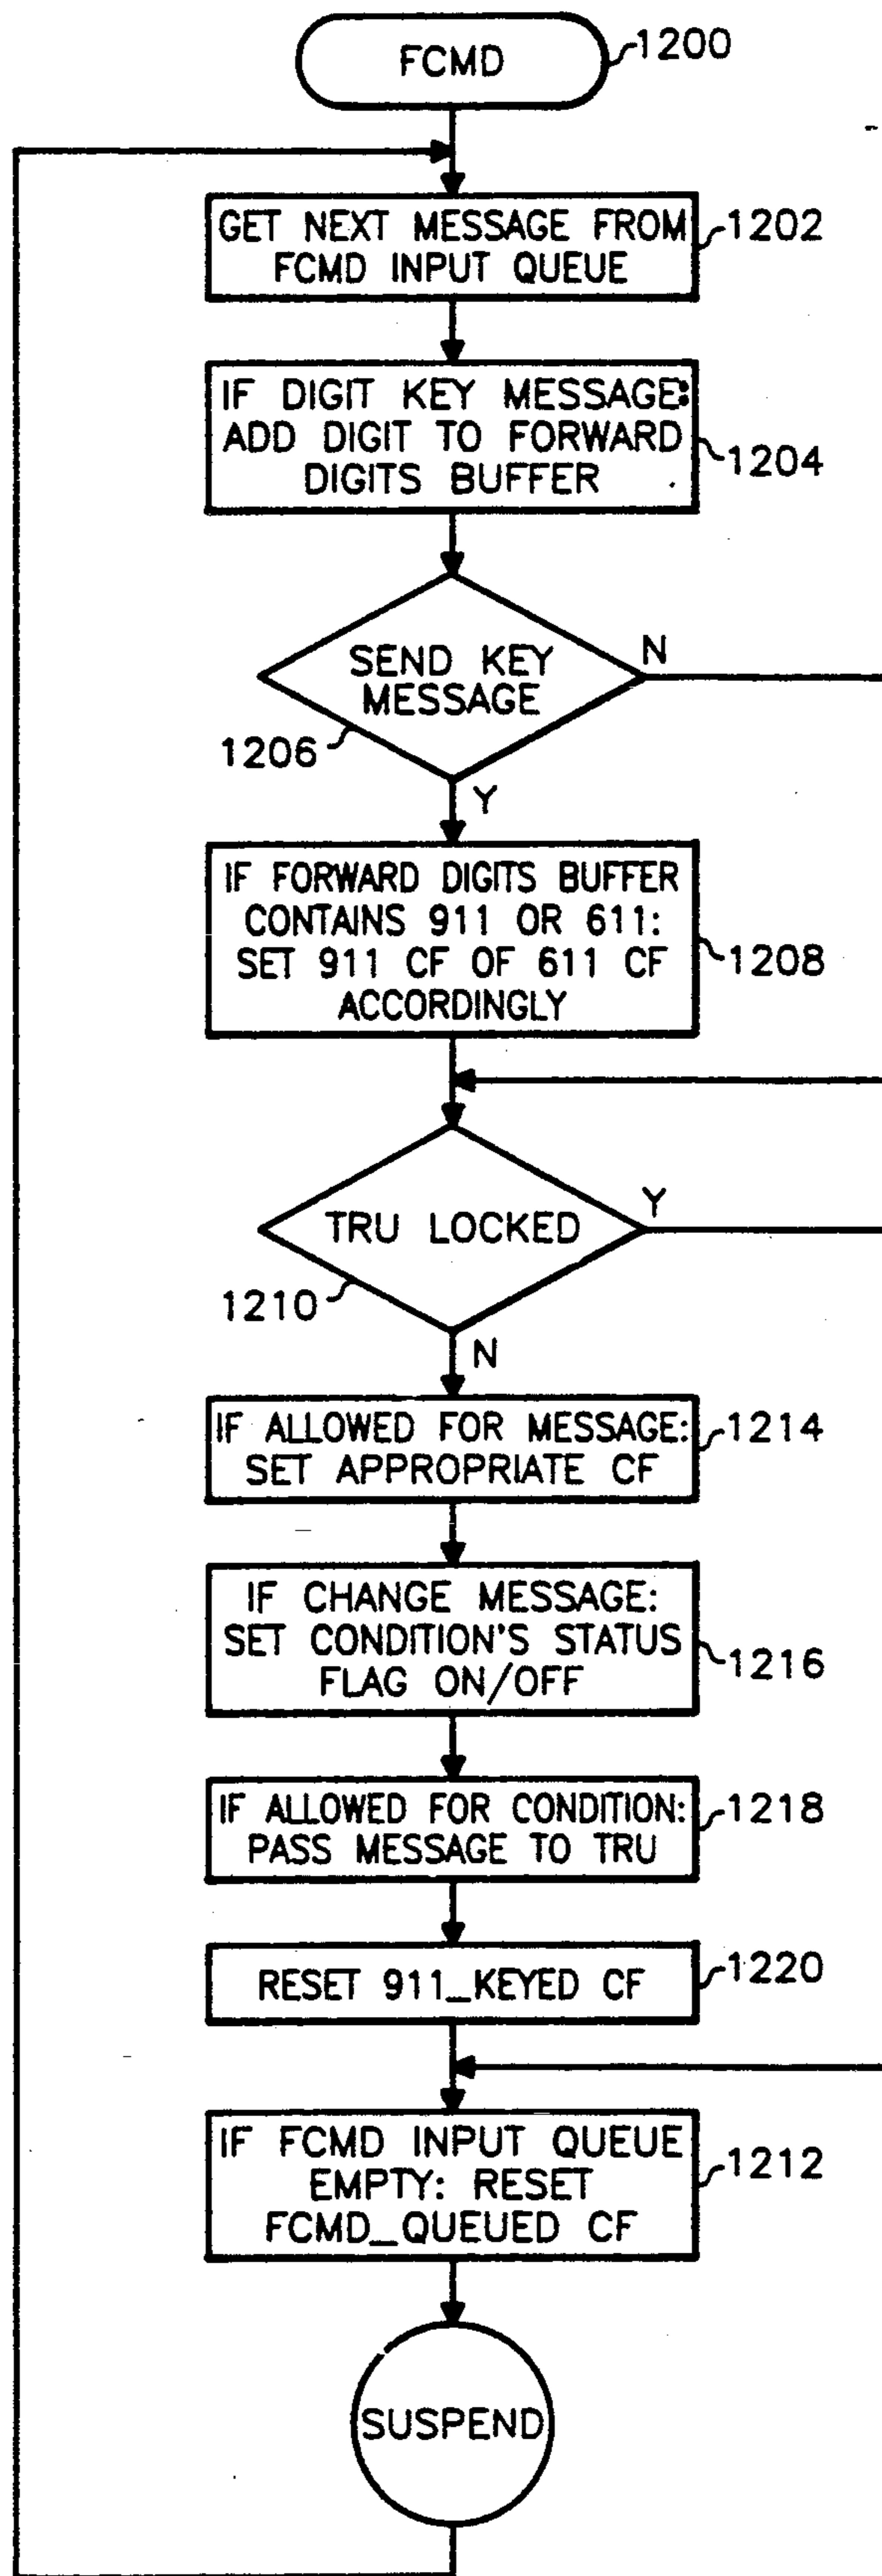 FCMD
1200
GET NEXT MESSAGE FROM
FCMD INPUT QUEUE
1202
IF DIGIT KEY MESSAGE:
ADD DIGIT TO FORWARD
DIGITS BUFFER
1204
SEND KEY
MESSAGE
N
1206
Y
IF FORWARD DIGITS BUFFER
CONTAINS 911 OR 611:
SET 911 CF OF 611 CF
ACCORDINGLY
1208
TRU LOCKED
Y
1210
N
IF ALLOWED FOR MESSAGE:
SET APPROPRIATE CF
1214
IF CHANGE MESSAGE:
SET CONDITION'S STATUS
FLAG ON/OFF
1216
IF ALLOWED FOR CONDITION:
PASS MESSAGE TO TRU
1218
RESET 911_KEYED CF
1220
IF FCMD INPUT QUEUE
EMPTY: RESET
FCMD_QUEUED CF
1212
SUSPEND